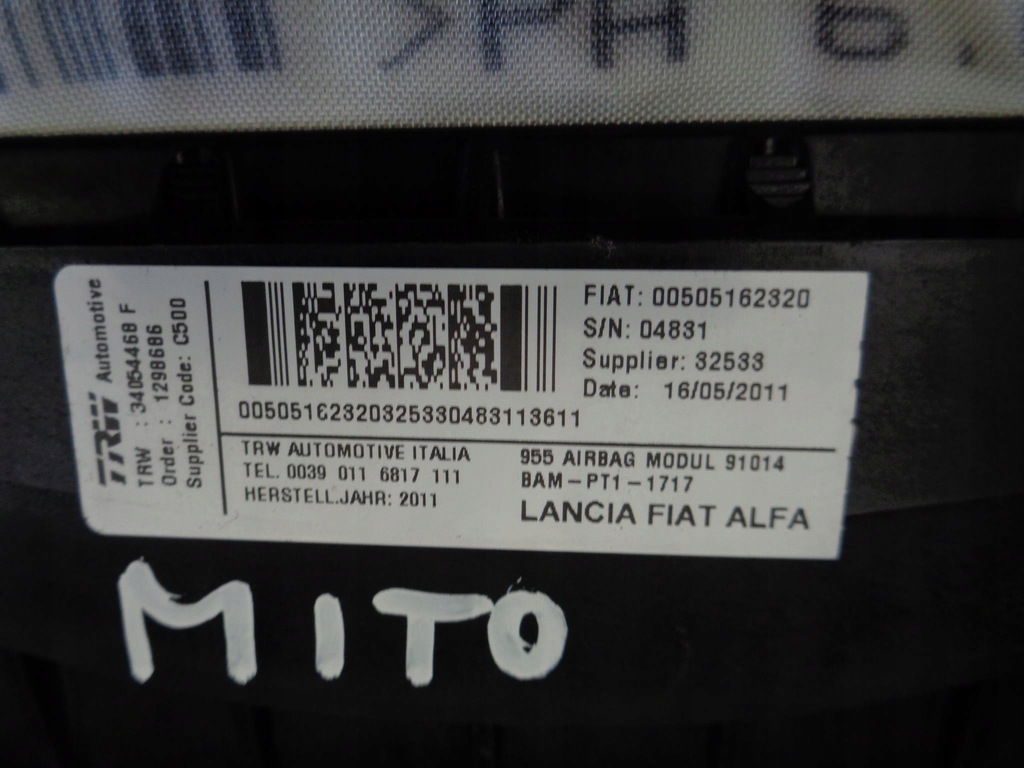 >PA 6.
TRW Automotive
TRW : 34054468 F
Order : 1298686
Supplier Code: C500
FIAT: 00505162320
S/N: 04831
Supplier: 32533
Date: 16/05/2011
00505162320325330483113611
TRW AUTOMOTIVE ITALIA
TEL. 0039 011 6817 111
HERSTELL.JAHR: 2011
955 AIRBAG MODUL 91014
BAM-PT1-1717
LANCIA FIAT ALFA
MITO